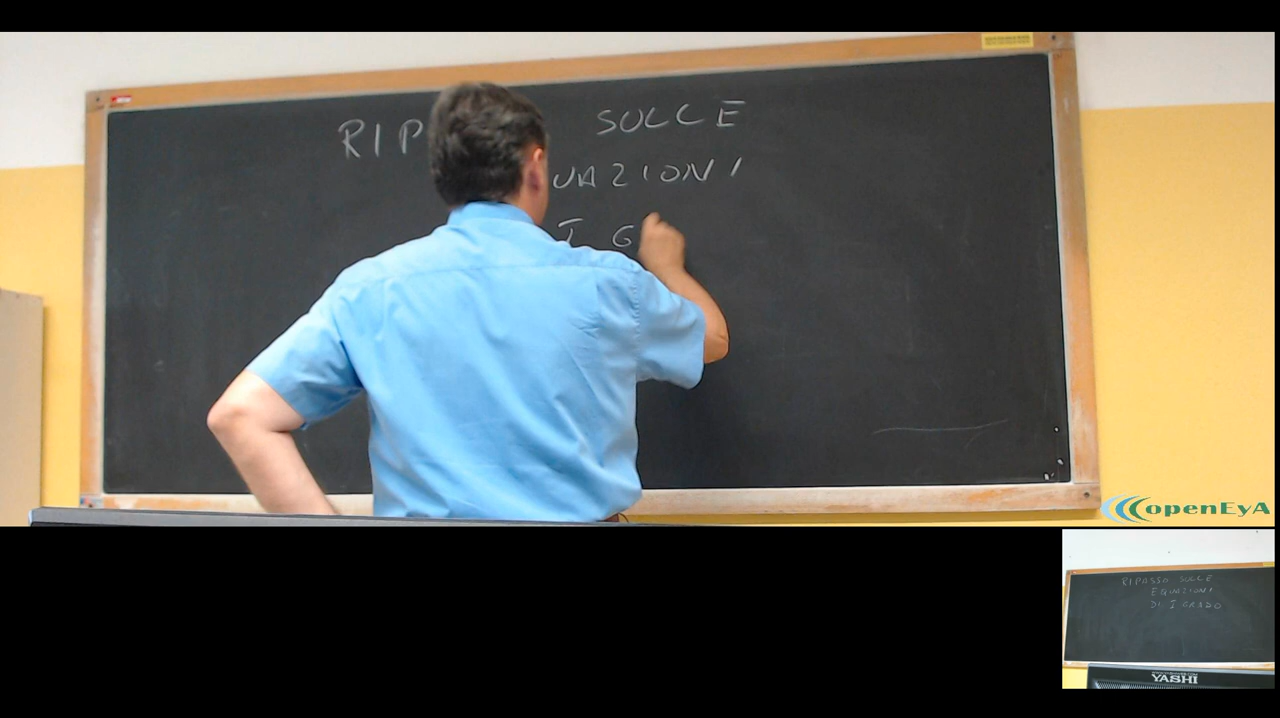 RIP SULLE
UAZIONI
I G
openEyA
RIPASSO SULLE
EQUAZIONI
DI I GRADO
YASHI